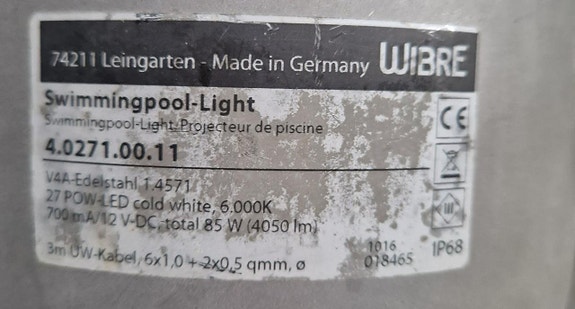 74211 Leingarten - Made in Germany WIBRE
Swimmingpool-Light
Swimmingpool-Light/Projecteur de piscine
4.0271.00.11
V4A-Edelstahl 1.4571
27 POW-LED cold white, 6.000K
700 mA/12 V-DC, total 85 W (4050 lm)
3m UW-Kabel, 6x1,0 + 2x0,5 qmm, ø
CE
III
1016
018465
IP68